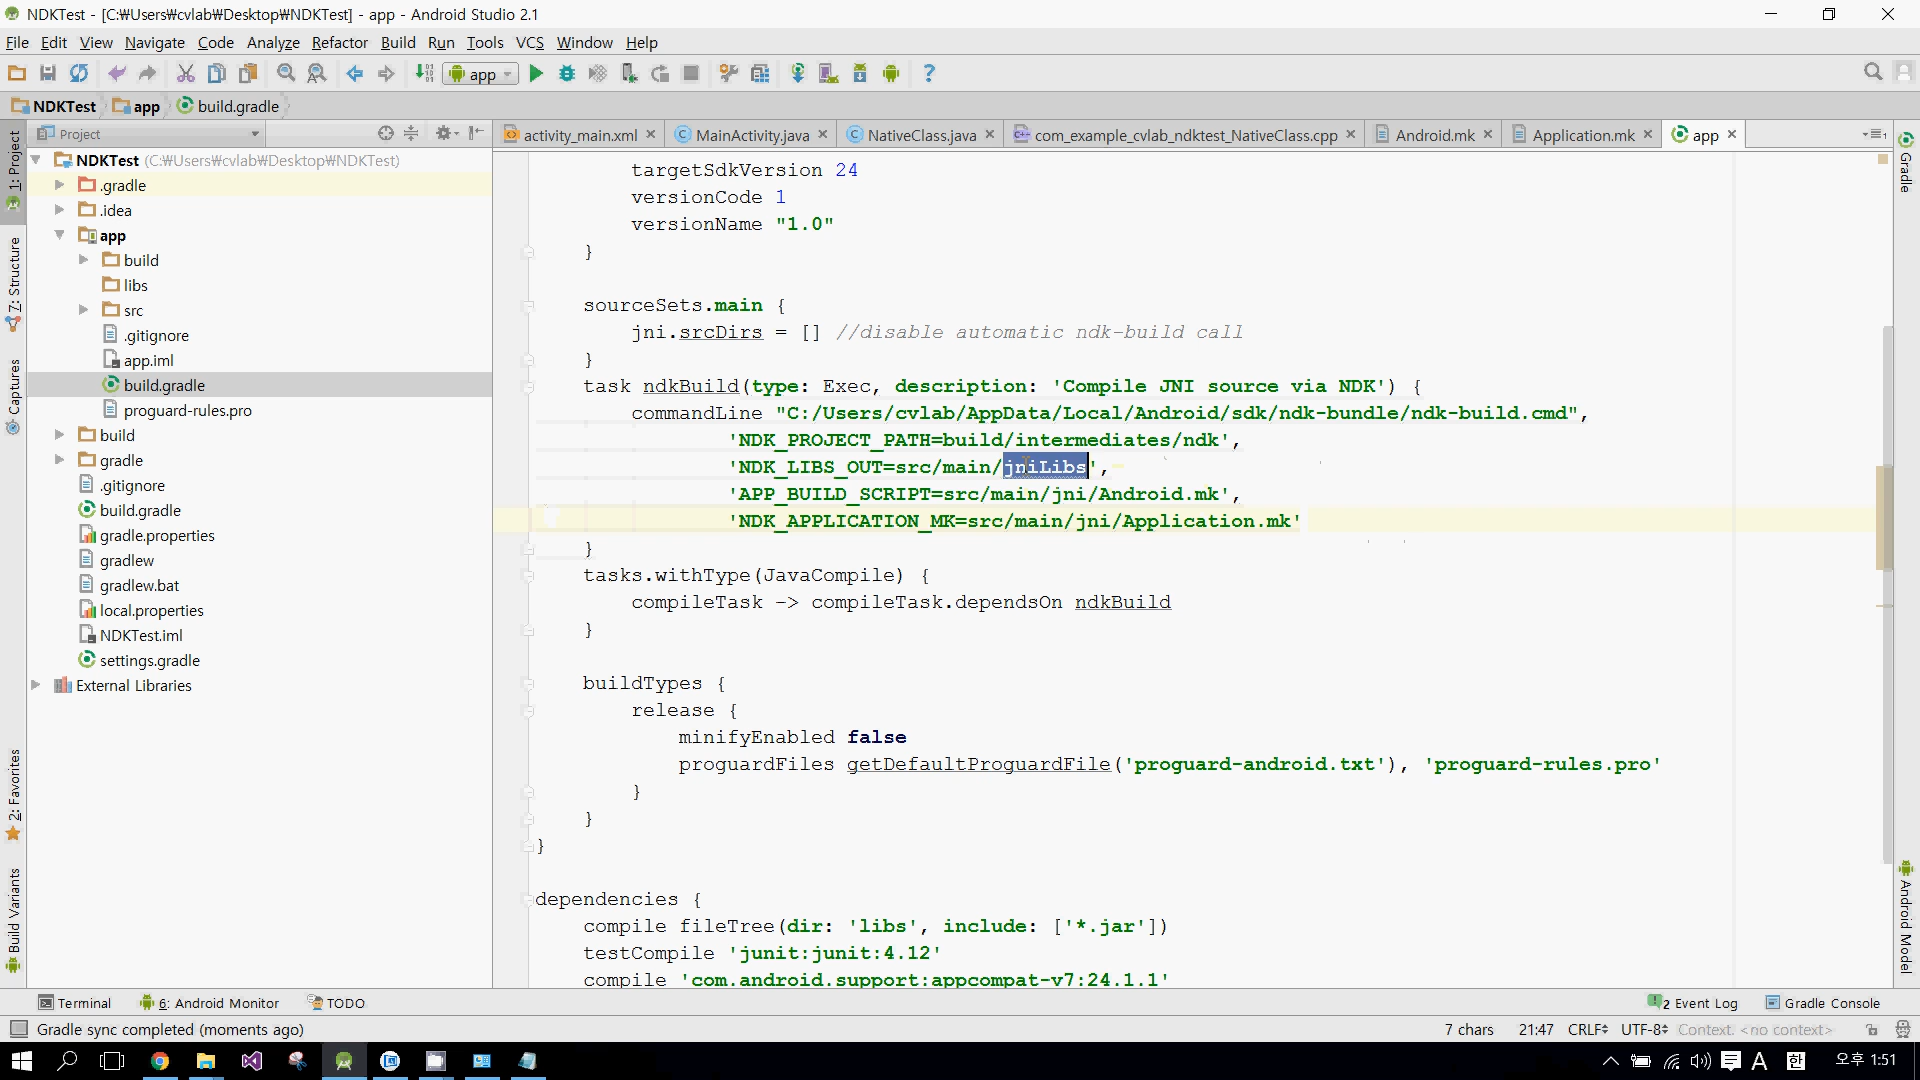 NDKTest - [C:₩Users₩cvlab₩Desktop₩NDKTest] - app - Android Studio 2.1
File Edit View Navigate Code Analyze Refactor Build Run Tools VCS Window Help
app
NDKTest app build.gradle
Project
activity_main.xml MainActivity.java NativeClass.java com_example_cvlab_ndktest_NativeClass.cpp Android.mk Application.mk app
1: Project
7: Structure
Captures
2: Favorites
Build Variants
NDKTest (C:₩Users₩cvlab₩Desktop₩NDKTest)
.gradle
.idea
app
build
libs
src
.gitignore
app.iml
build.gradle
proguard-rules.pro
build
gradle
.gitignore
build.gradle
gradle.properties
gradlew
gradlew.bat
local.properties
NDKTest.iml
settings.gradle
External Libraries
targetSdkVersion 24
versionCode 1
versionName "1.0"
}
sourceSets.main {
jni.srcDirs = [] //disable automatic ndk-build call
}
task ndkBuild(type: Exec, description: 'Compile JNI source via NDK') {
commandLine "C:/Users/cvlab/AppData/Local/Android/sdk/ndk-bundle/ndk-build.cmd",
'NDK_PROJECT_PATH=build/intermediates/ndk',
'NDK_LIBS_OUT=src/main/jniLibs',
'APP_BUILD_SCRIPT=src/main/jni/Android.mk',
'NDK_APPLICATION_MK=src/main/jni/Application.mk'
}
tasks.withType(JavaCompile) {
compileTask -> compileTask.dependsOn ndkBuild
}
buildTypes {
release {
minifyEnabled false
proguardFiles getDefaultProguardFile('proguard-android.txt'), 'proguard-rules.pro'
}
}
}
dependencies {
compile fileTree(dir: 'libs', include: ['*.jar'])
testCompile 'junit:junit:4.12'
compile 'com.android.support:appcompat-v7:24.1.1'
Gradle
Android Model
Terminal 6: Android Monitor TODO 2 Event Log Gradle Console
Gradle sync completed (moments ago) 7 chars 21:47 CRLF UTF-8 Context: <no context>
A 한 오후 1:51